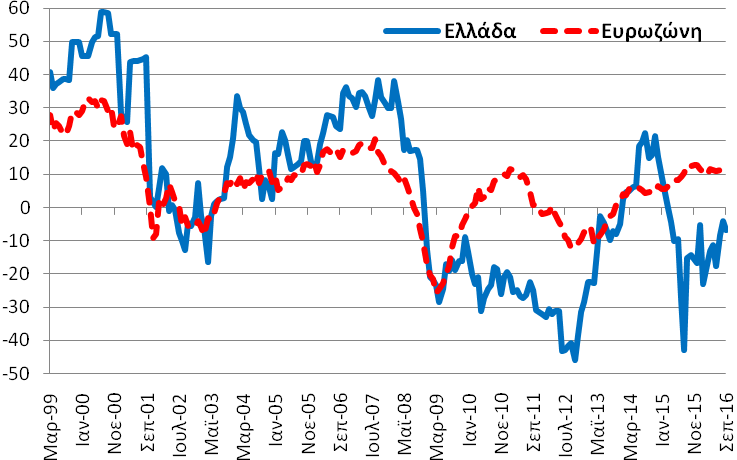 60
50
40
30
20
10
0
-10
-20
-30
-40
-50
Ελλάδα
Ευρωζώνη
Μαρ-99
Ιαν-00
Νοε-00
Σεπ-01
Ιουλ-02
Μαϊ-03
Μαρ-04
Ιαν-05
Νοε-05
Σεπ-06
Ιουλ-07
Μαϊ-08
Μαρ-09
Ιαν-10
Νοε-10
Σεπ-11
Ιουλ-12
Μαϊ-13
Μαρ-14
Ιαν-15
Νοε-15
Σεπ-16